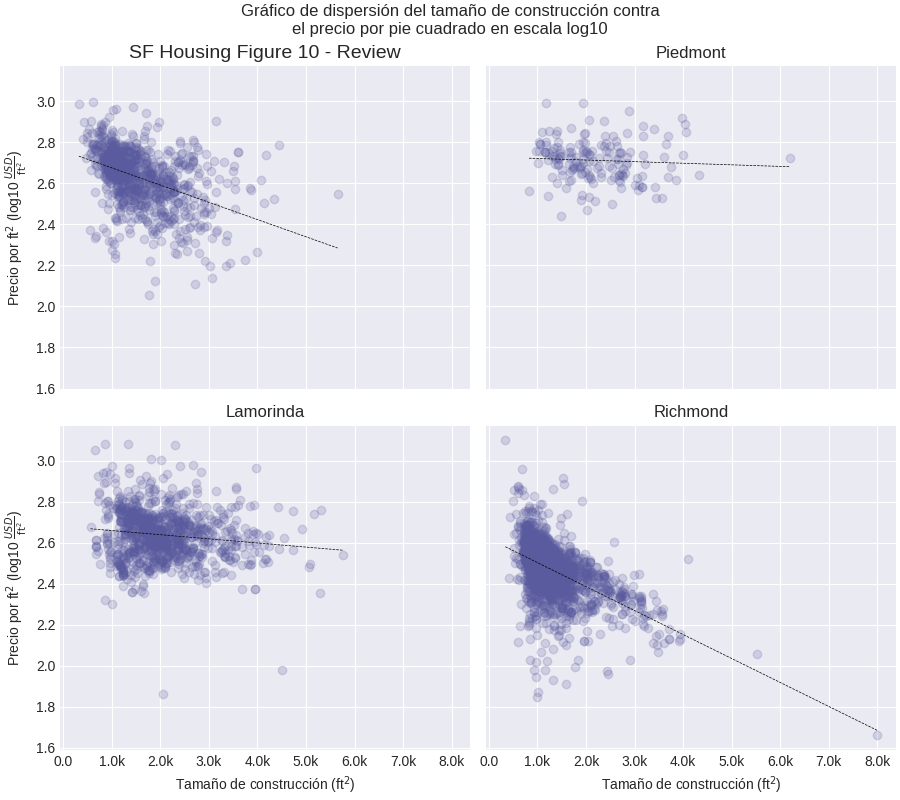 Gráfico de dispersión del tamaño de construcción contra
el precio por pie cuadrado en escala log10
SF Housing Figure 10 - Review
Piedmont
3.0
2.8
2.6
2.4
2.2
2.0
1.8
1.6
Precio por ft² (log10 USD/ft²)
Lamorinda
Richmond
3.0
2.8
2.6
2.4
2.2
2.0
1.8
1.6
Precio por ft² (log10 USD/ft²)
0.0 1.0k 2.0k 3.0k 4.0k 5.0k 6.0k 7.0k 8.0k
0.0 1.0k 2.0k 3.0k 4.0k 5.0k 6.0k 7.0k 8.0k
Tamaño de construcción (ft²)
Tamaño de construcción (ft²)